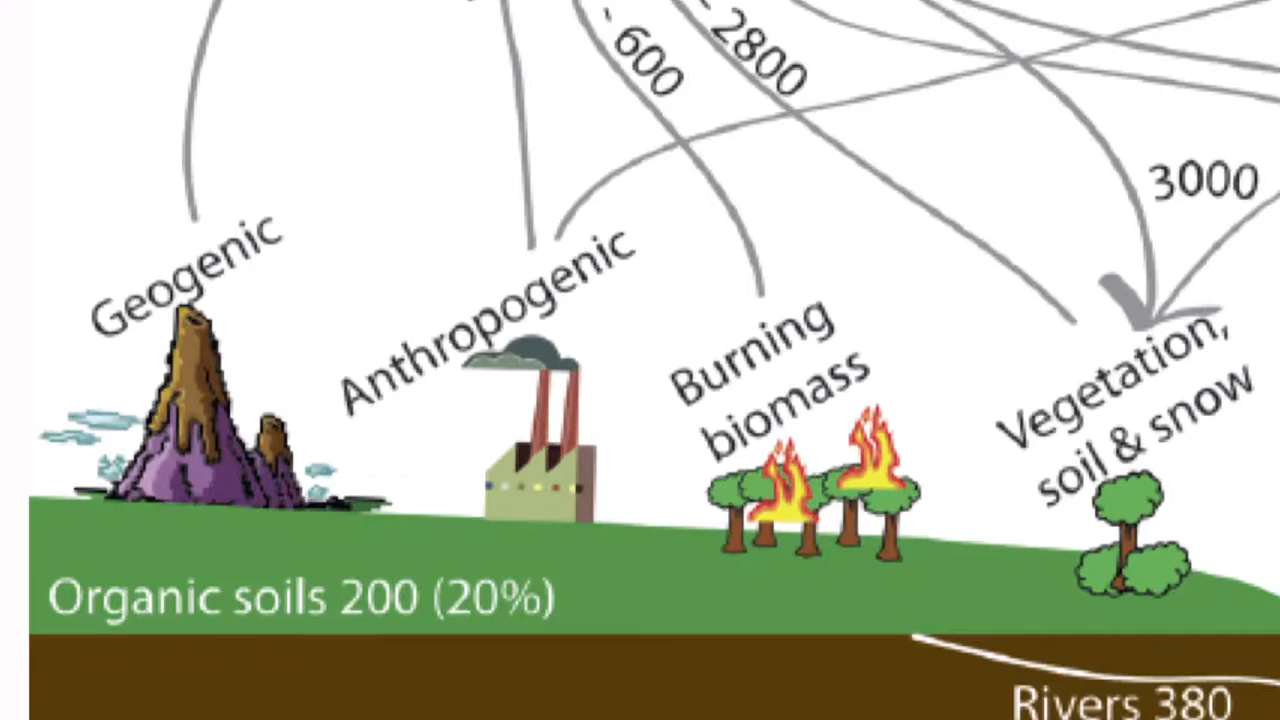 - 600
- 2800
3000
Geogenic
Anthropogenic
Burning
biomass
Vegetation,
soil & snow
Organic soils 200 (20%)
Rivers 380